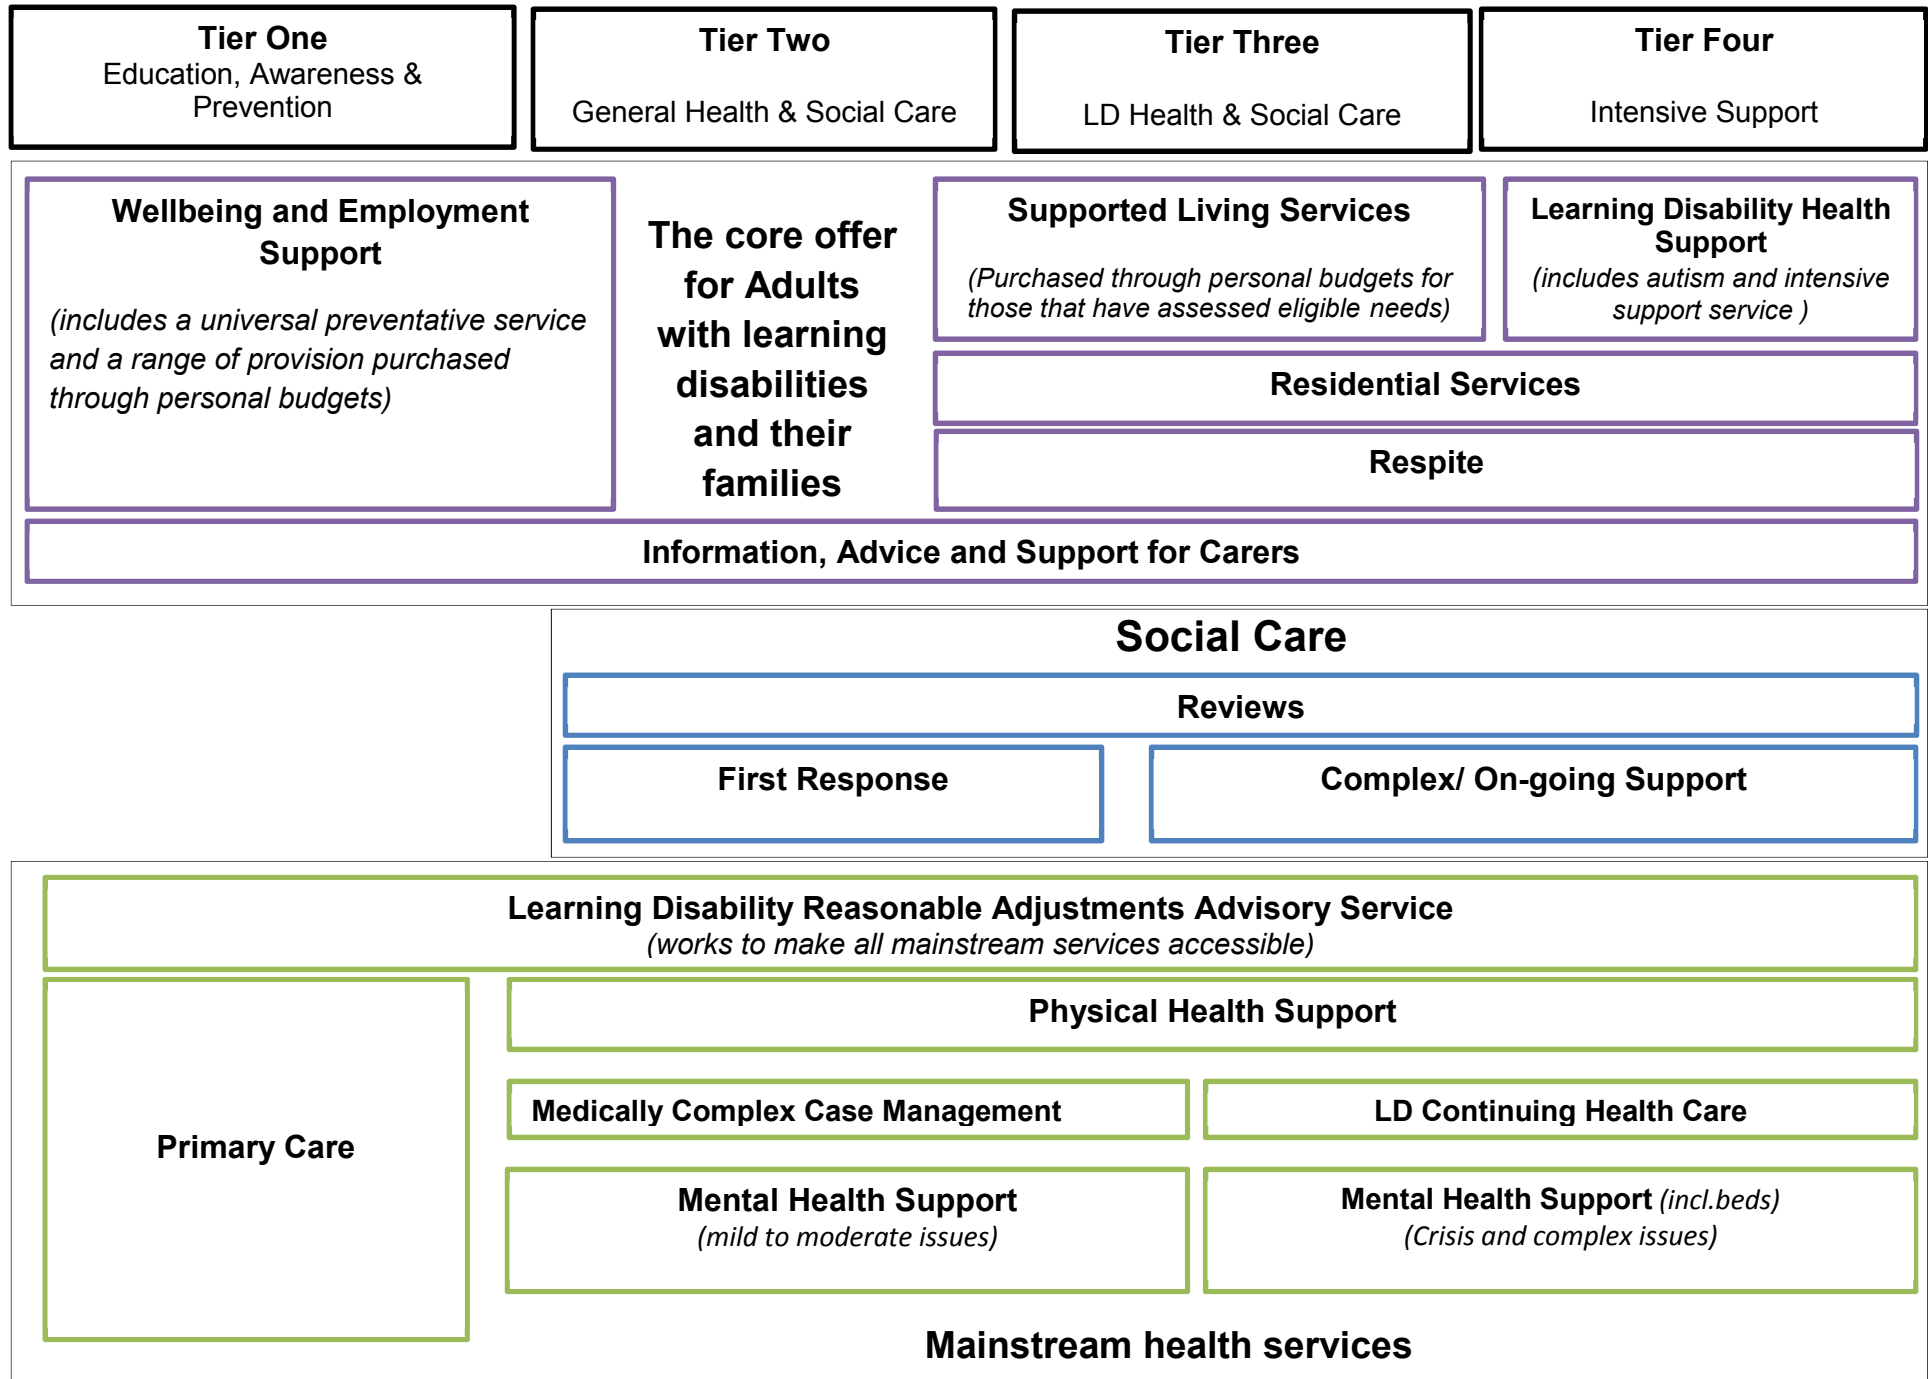 Tier One
Education, Awareness &
Prevention
Tier Two
General Health & Social Care
Tier Three
LD Health & Social Care
Tier Four
Intensive Support
Wellbeing and Employment
Support
(includes a universal preventative service
and a range of provision purchased
through personal budgets)
The core offer
for Adults
with learning
disabilities
and their
families
Supported Living Services
(Purchased through personal budgets for
those that have assessed eligible needs)
Learning Disability Health
Support
(includes autism and intensive
support service )
Residential Services
Respite
Information, Advice and Support for Carers
Social Care
Reviews
First Response
Complex/ On-going Support
Learning Disability Reasonable Adjustments Advisory Service
(works to make all mainstream services accessible)
Primary Care
Physical Health Support
Medically Complex Case Management
LD Continuing Health Care
Mental Health Support
(mild to moderate issues)
Mental Health Support (incl.beds)
(Crisis and complex issues)
Mainstream health services